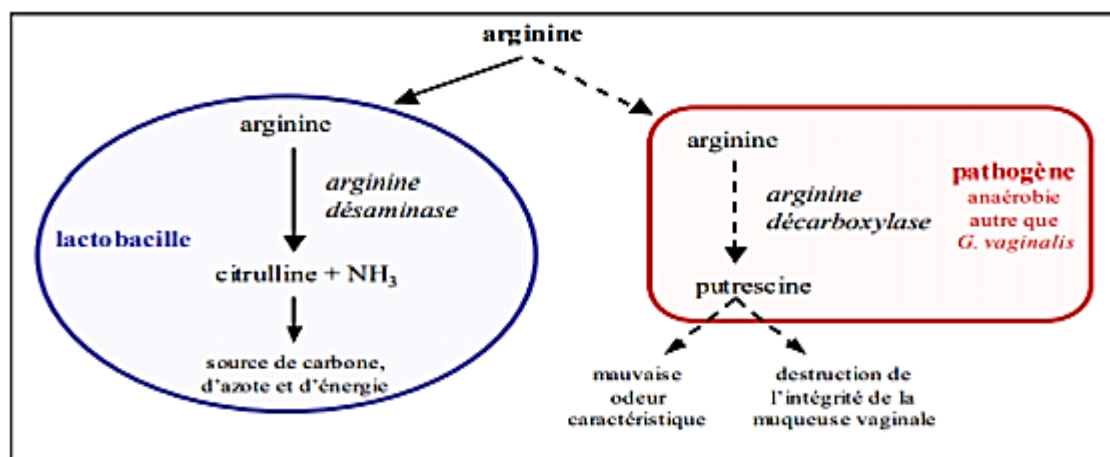 arginine
arginine
arginine
désaminase
lactobacille
citrulline + NH₃
source de carbone,
d'azote et d'énergie
arginine
arginine
décarboxylase
pathogène
anaérobie
autre que
G. vaginalis
putrescine
mauvaise
odeur
caractéristique
destruction de
l'intégrité de la
muqueuse vaginale